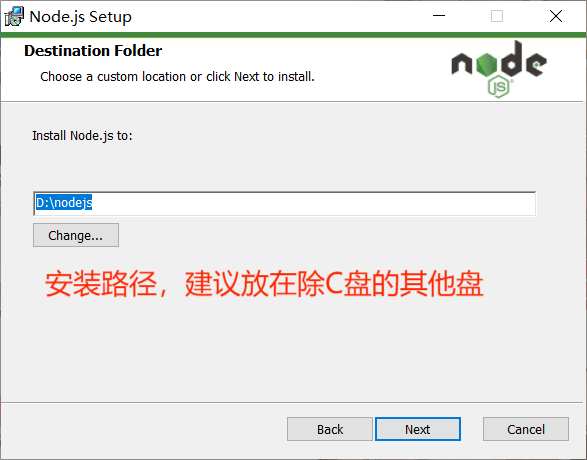 Node.js Setup
Destination Folder
Choose a custom location or click Next to install.
node
JS
Install Node.js to:
D:\nodejs
Change...
安装路径，建议放在除C盘的其他盘
Back
Next
Cancel